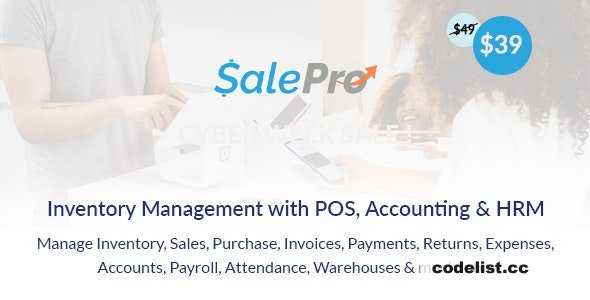 $49
$39
$alePro
CYBER WEEK SALE!
Inventory Management with POS, Accounting & HRM
Manage Inventory, Sales, Purchase, Invoices, Payments, Returns, Expenses,
Accounts, Payroll, Attendance, Warehouses & codelist.cc